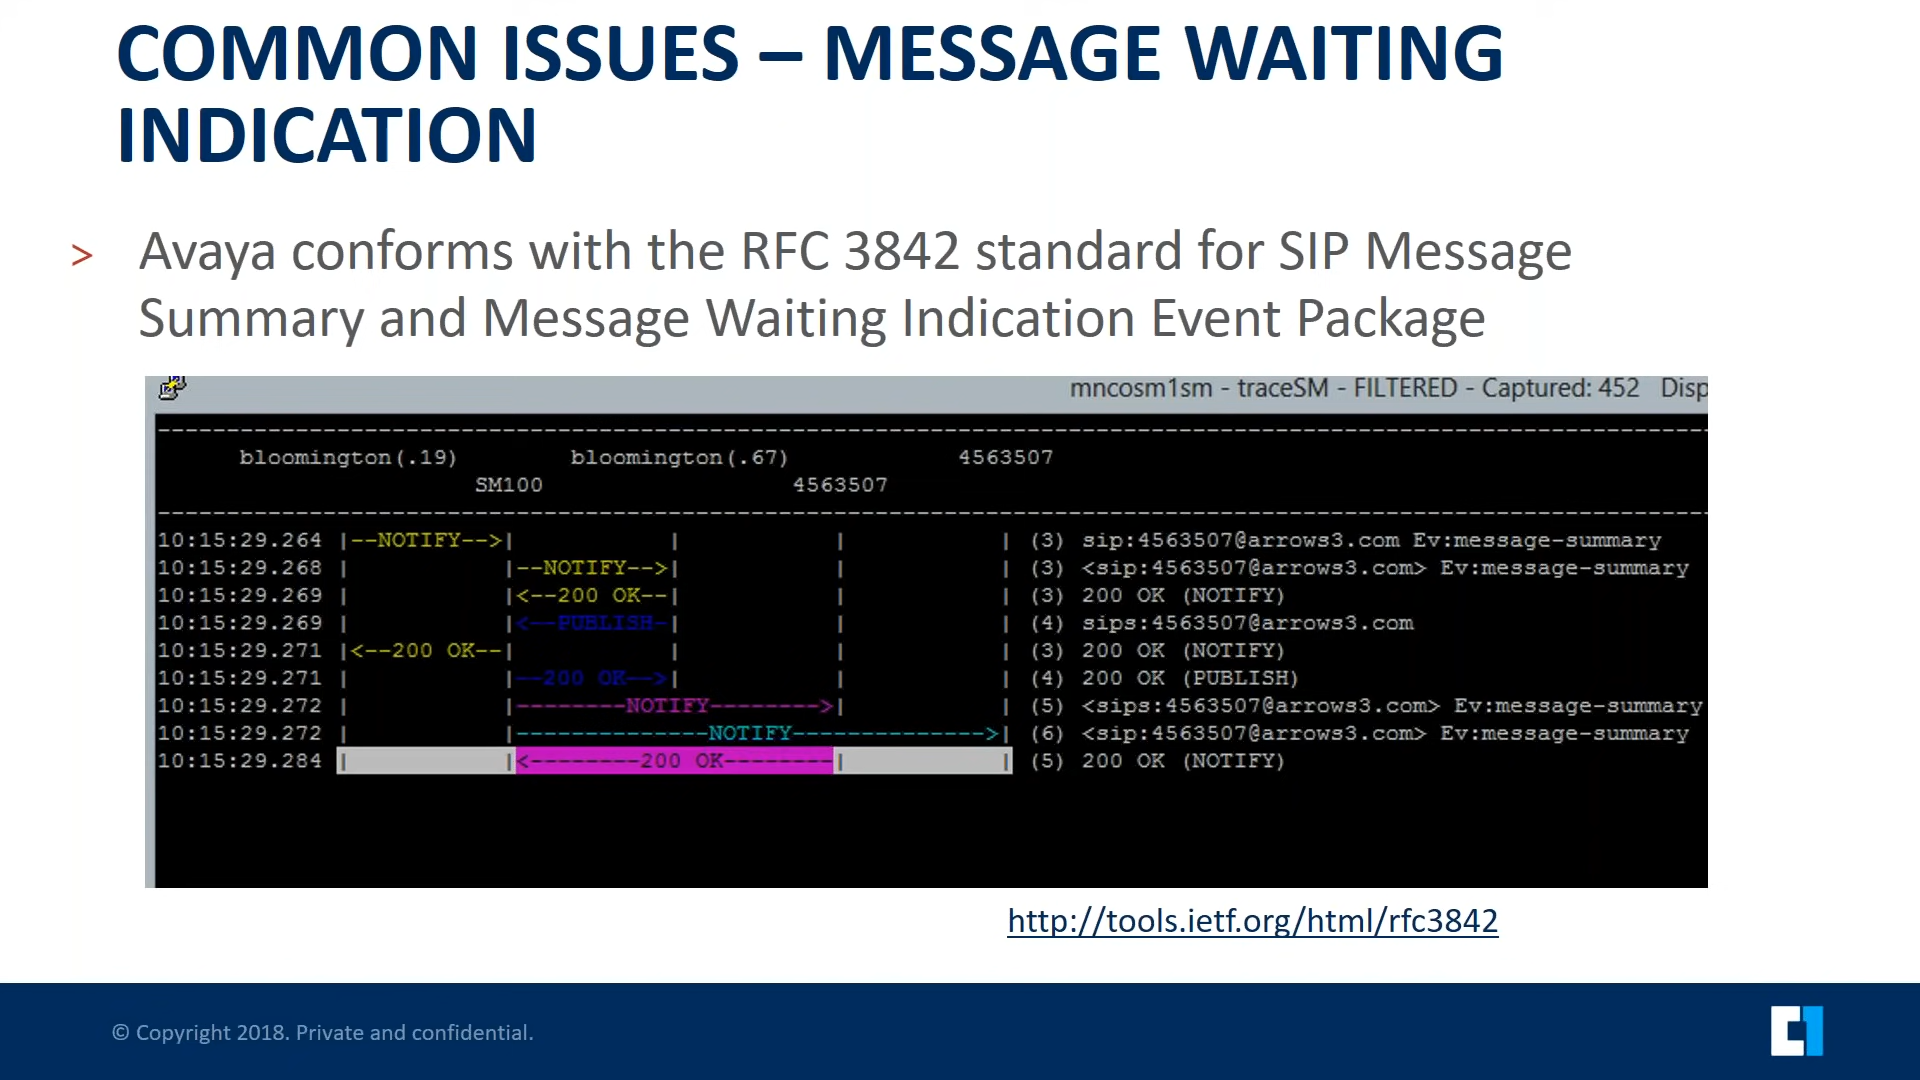 COMMON ISSUES – MESSAGE WAITING
INDICATION
> Avaya conforms with the RFC 3842 standard for SIP Message
Summary and Message Waiting Indication Event Package
mncosm1sm - traceSM - FILTERED - Captured: 452 Disp
bloomington(.19) bloomington(.67) 4563507
SM100 4563507
10:15:29.264 |--NOTIFY-->| | | | (3) sip:4563507@arrows3.com Ev:message-summary
10:15:29.268 | |--NOTIFY-->| | | (3) <sip:4563507@arrows3.com> Ev:message-summary
10:15:29.269 | |<--200 OK--| | | (3) 200 OK (NOTIFY)
10:15:29.269 | |<--PUBLISH-| | | (4) sips:4563507@arrows3.com
10:15:29.271 |<--200 OK--| | | | (3) 200 OK (NOTIFY)
10:15:29.271 | |--200 OK-->| | | (4) 200 OK (PUBLISH)
10:15:29.272 | |--------NOTIFY-------->| | (5) <sips:4563507@arrows3.com> Ev:message-summary
10:15:29.272 | |--------------NOTIFY-------------->| (6) <sip:4563507@arrows3.com> Ev:message-summary
10:15:29.284 | |<--------200 OK--------| | (5) 200 OK (NOTIFY)
http://tools.ietf.org/html/rfc3842
© Copyright 2018. Private and confidential.